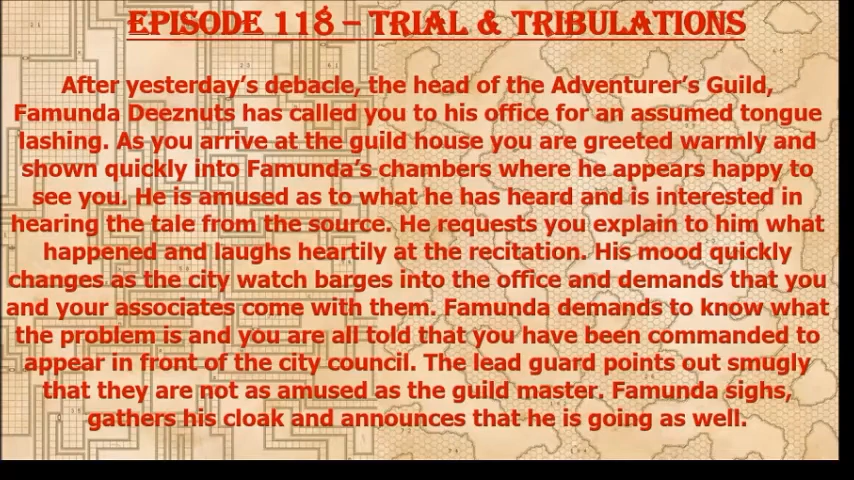 EPISODE 118 – TRIAL & TRIBULATIONS
After yesterday's debacle, the head of the Adventurer's Guild,
Famunda Deeznuts has called you to his office for an assumed tongue
lashing. As you arrive at the guild house you are greeted warmly and
shown quickly into Famunda's chambers where he appears happy to
see you. He is amused as to what he has heard and is interested in
hearing the tale from the source. He requests you explain to him what
happened and laughs heartily at the recitation. His mood quickly
changes as the city watch barges into the office and demands that you
and your associates come with them. Famunda demands to know what
the problem is and you are all told that you have been commanded to
appear in front of the city council. The lead guard points out smugly
that they are not as amused as the guild master. Famunda sighs,
gathers his cloak and announces that he is going as well.